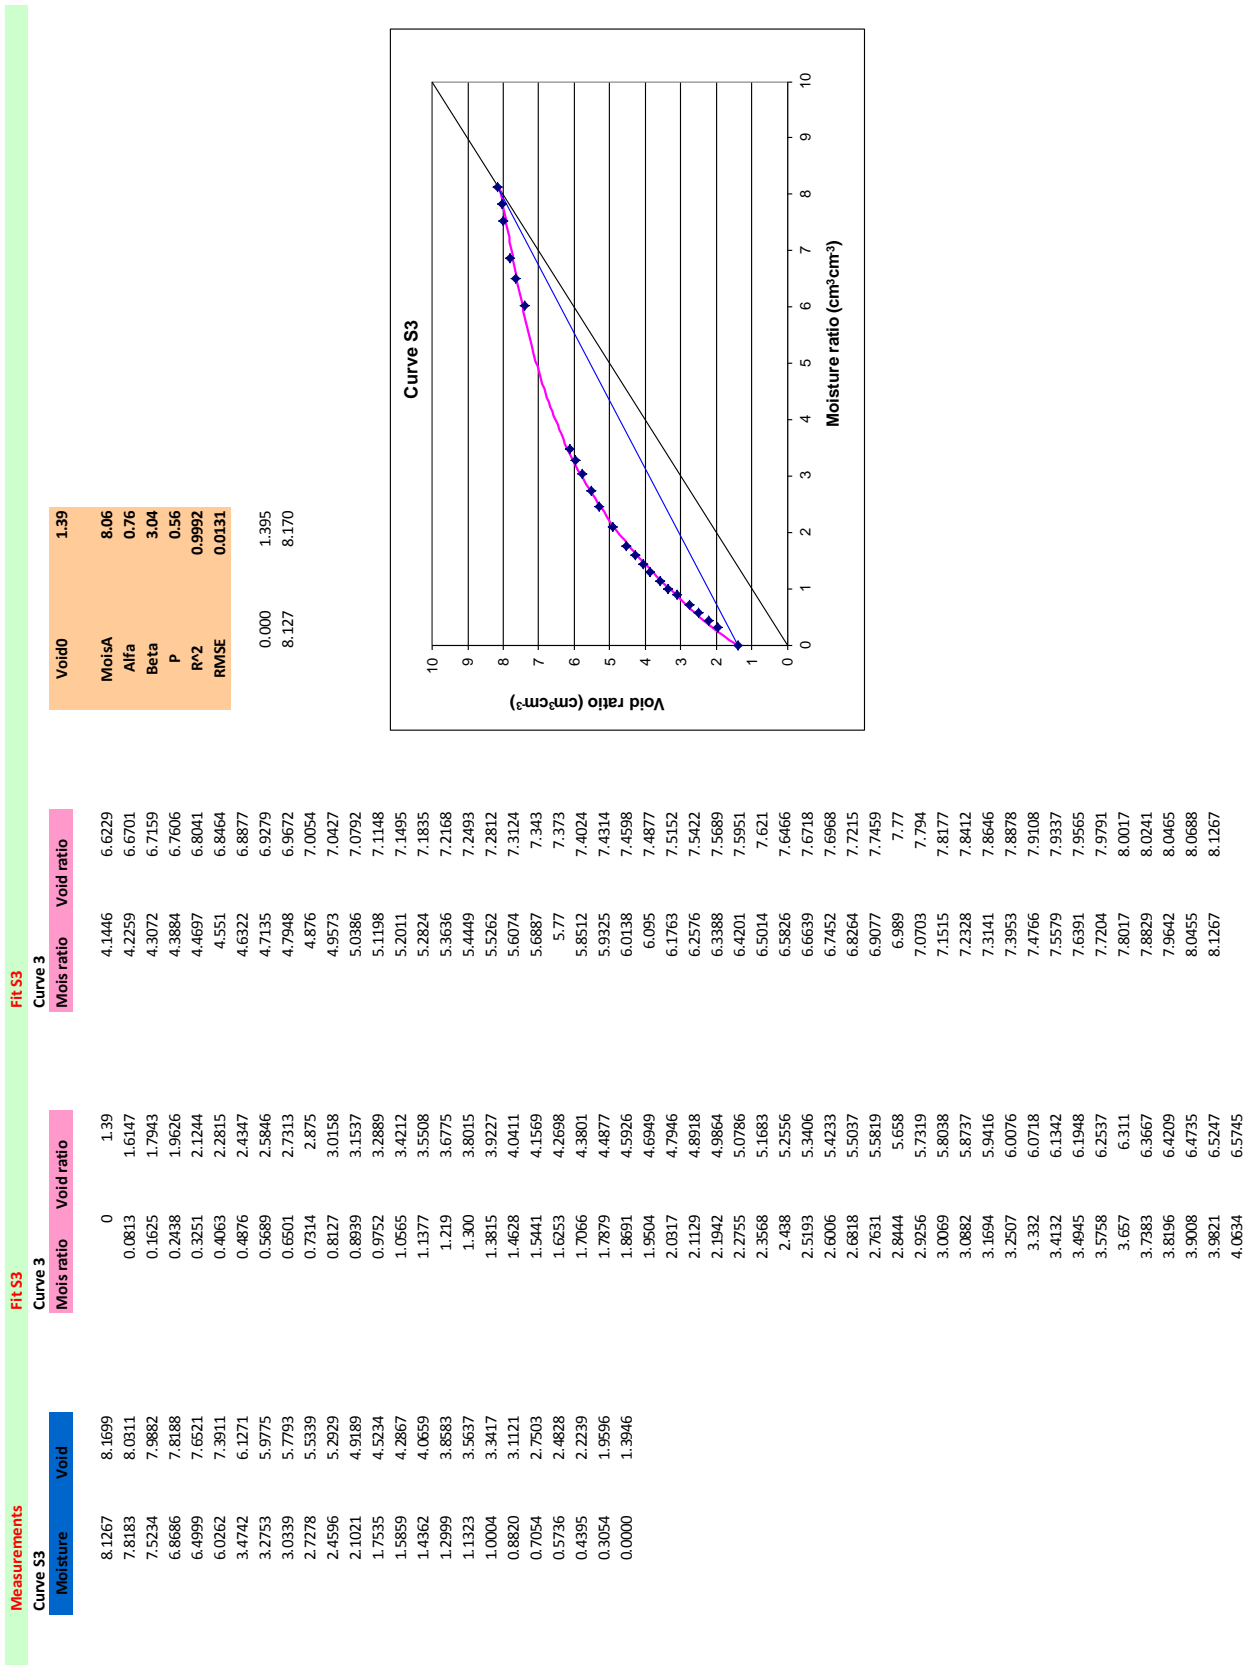 Measurements Fit S3 Fit S3
Curve S3 Curve 3 Curve 3
Moisture Void Mois ratio Void ratio Mois ratio Void ratio Void0 1.39
8.1267 8.1699 0 1.39 4.1446 6.6229 MoisA 8.06
7.8183 8.0311 0.0813 1.6147 4.2259 6.6701 Alfa 0.76
7.5234 7.9882 0.1625 1.7943 4.3072 6.7159 Beta 3.04
6.8686 7.8188 0.2438 1.9626 4.3884 6.7606 P 0.56
6.4999 7.6521 0.3251 2.1244 4.4697 6.8041 R^2 0.9992
6.0262 7.3911 0.4063 2.2815 4.551 6.8464 RMSE 0.0131
3.4742 6.1271 0.4876 2.4347 4.6322 6.8877
3.2753 5.9775 0.5689 2.5846 4.7135 6.9279 0.000 1.395
3.0339 5.7793 0.6501 2.7313 4.7948 6.9672 8.127 8.170
2.7278 5.5339 0.7314 2.875 4.876 7.0054
2.4596 5.2929 0.8127 3.0158 4.9573 7.0427
2.1021 4.9189 0.8939 3.1537 5.0386 7.0792
1.7535 4.5234 0.9752 3.2889 5.1198 7.1148
1.5859 4.2867 1.0565 3.4212 5.2011 7.1495
1.4362 4.0659 1.1377 3.5508 5.2824 7.1835
1.2999 3.8583 1.219 3.6775 5.3636 7.2168
1.1323 3.5637 1.300 3.8015 5.4449 7.2493
1.0004 3.3417 1.3815 3.9227 5.5262 7.2812
0.8820 3.1121 1.4628 4.0411 5.6074 7.3124
0.7054 2.7503 1.5441 4.1569 5.6887 7.343
0.5736 2.4828 1.6253 4.2698 5.77 7.373
0.4395 2.2239 1.7066 4.3801 5.8512 7.4024
0.3054 1.9596 1.7879 4.4877 5.9325 7.4314
0.0000 1.3946 1.8691 4.5926 6.0138 7.4598
1.9504 4.6949 6.095 7.4877
2.0317 4.7946 6.1763 7.5152
2.1129 4.8918 6.2576 7.5422
2.1942 4.9864 6.3388 7.5689
2.2755 5.0786 6.4201 7.5951
2.3568 5.1683 6.5014 7.621
2.438 5.2556 6.5826 7.6466
2.5193 5.3406 6.6639 7.6718
2.6006 5.4233 6.7452 7.6968
2.6818 5.5037 6.8264 7.7215
2.7631 5.5819 6.9077 7.7459
2.8444 5.658 6.989 7.77
2.9256 5.7319 7.0703 7.794
3.0069 5.8038 7.1515 7.8177
3.0882 5.8737 7.2328 7.8412
3.1694 5.9416 7.3141 7.8646
3.2507 6.0076 7.3953 7.8878
3.332 6.0718 7.4766 7.9108
3.4132 6.1342 7.5579 7.9337
3.4945 6.1948 7.6391 7.9565
3.5758 6.2537 7.7204 7.9791
3.657 6.311 7.8017 8.0017
3.7383 6.3667 7.8829 8.0241
3.8196 6.4209 7.9642 8.0465
3.9008 6.4735 8.0455 8.0688
3.9821 6.5247 8.1267 8.1267
4.0634 6.5745
Curve S3
10
9
8
7
6
5
4
3
2
1
0
Void ratio (cm³cm⁻³)
0 1 2 3 4 5 6 7 8 9 10
Moisture ratio (cm³cm⁻³)